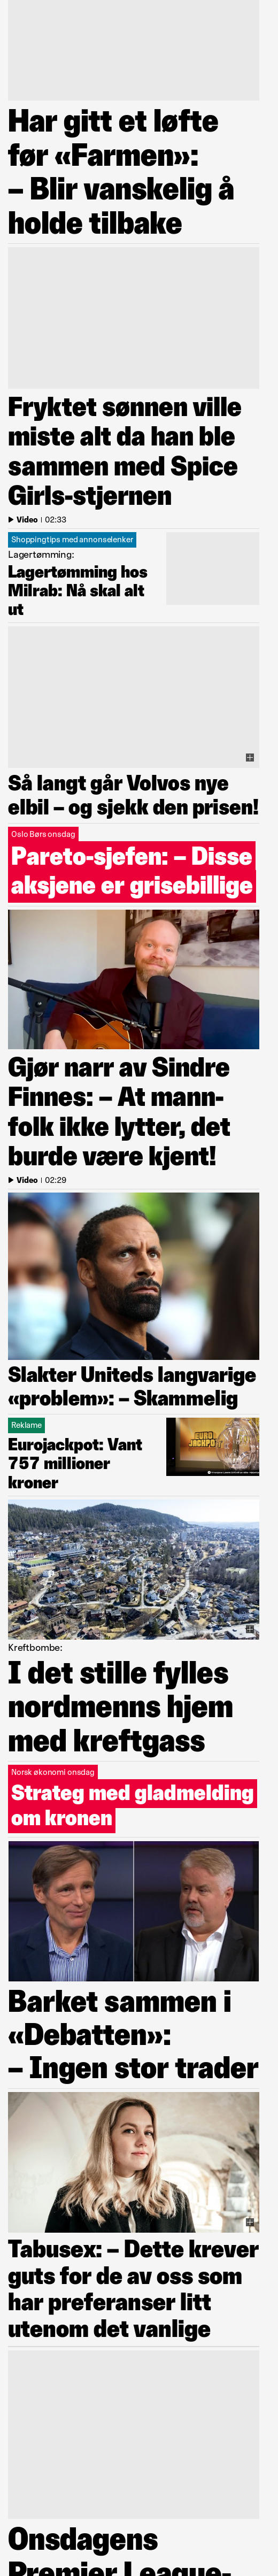 Har gitt et løfte
før «Farmen»:
– Blir vanskelig å
holde tilbake
Fryktet sønnen ville
miste alt da han ble
sammen med Spice
Girls-stjernen
Video | 02:33
Shoppingtips med annonselenker
Lagertømming:
Lagertømming hos
Milrab: Nå skal alt
ut
Så langt går Volvos nye
elbil – og sjekk den prisen!
Oslo Børs onsdag
Pareto-sjefen: – Disse
aksjene er grisebillige
Gjør narr av Sindre
Finnes: – At mann-
folk ikke lytter, det
burde være kjent!
Video | 02:29
Slakter Uniteds langvarige
«problem»: – Skammelig
Reklame
Eurojackpot: Vant
757 millioner
kroner
EURO
JACKPOT
Kreftbombe:
I det stille fylles
nordmenns hjem
med kreftgass
Norsk økonomi onsdag
Strateg med gladmelding
om kronen
Barket sammen i
«Debatten»:
– Ingen stor trader
Tabusex: – Dette krever
guts for de av oss som
har preferanser litt
utenom det vanlige
Onsdagens
Premier League-